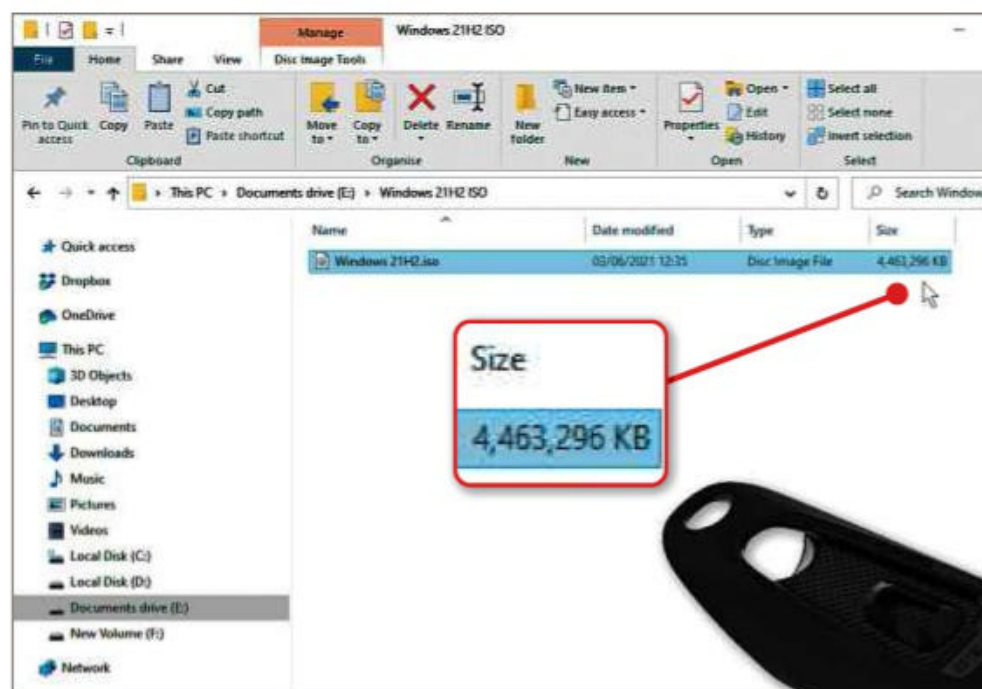 Manage
Windows 21H2 ISO
File Home Share View Disc Image Tools
Pin to Quick access
Copy
Paste
Cut
Copy path
Paste shortcut
Move to
Copy to
Delete
Rename
New folder
New item
Easy access
Properties
Open
Edit
History
Select all
Select none
Invert selection
Clipboard
Organise
New
Open
Select
This PC Documents drive (E:) Windows 21H2 ISO
Search Window
Name Date modified Type Size
Windows 21H2.iso 03/06/2021 12:35 Disc Image File 4,463,296 KB
Quick access
Dropbox
OneDrive
This PC
3D Objects
Desktop
Documents
Downloads
Music
Pictures
Videos
Local Disk (C:)
Local Disk (D:)
Documents drive (E:)
New Volume (F:)
Network
Size
4,463,296 KB